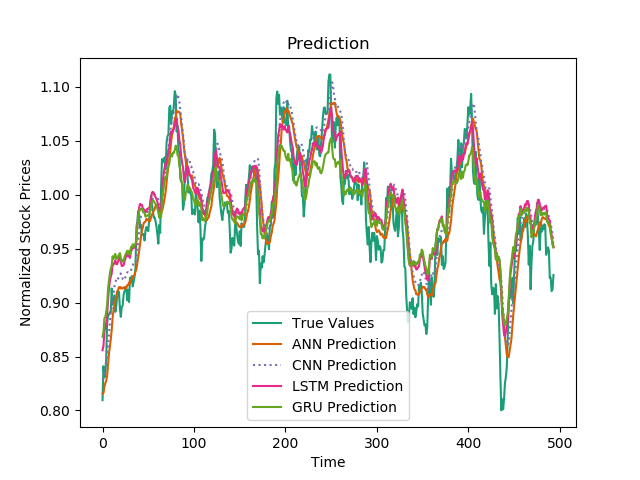 Prediction
Normalized Stock Prices
1.10
1.05
1.00
0.95
0.90
0.85
0.80
True Values
ANN Prediction
CNN Prediction
LSTM Prediction
GRU Prediction
0 100 200 300 400 500
Time